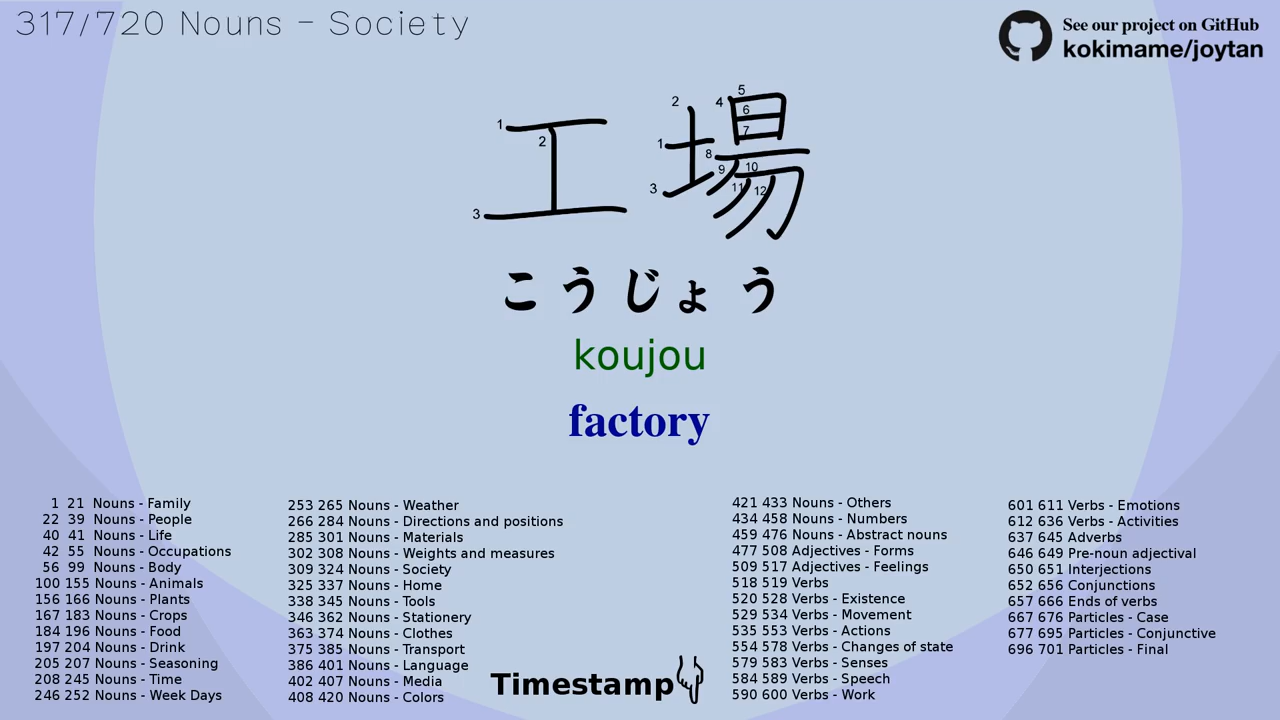 317/720 Nouns - Society
See our project on GitHub
kokimame/joytan
工場
こうじょう
koujou
factory
1 21 Nouns - Family
22 39 Nouns - People
40 41 Nouns - Life
42 55 Nouns - Occupations
56 99 Nouns - Body
100 155 Nouns - Animals
156 166 Nouns - Plants
167 183 Nouns - Crops
184 196 Nouns - Food
197 204 Nouns - Drink
205 207 Nouns - Seasoning
208 245 Nouns - Time
246 252 Nouns - Week Days
253 265 Nouns - Weather
266 284 Nouns - Directions and positions
285 301 Nouns - Materials
302 308 Nouns - Weights and measures
309 324 Nouns - Society
325 337 Nouns - Home
338 345 Nouns - Tools
346 362 Nouns - Stationery
363 374 Nouns - Clothes
375 385 Nouns - Transport
386 401 Nouns - Language
402 407 Nouns - Media
408 420 Nouns - Colors
Timestamp
421 433 Nouns - Others
434 458 Nouns - Numbers
459 476 Nouns - Abstract nouns
477 508 Adjectives - Forms
509 517 Adjectives - Feelings
518 519 Verbs
520 528 Verbs - Existence
529 534 Verbs - Movement
535 553 Verbs - Actions
554 578 Verbs - Changes of state
579 583 Verbs - Senses
584 589 Verbs - Speech
590 600 Verbs - Work
601 611 Verbs - Emotions
612 636 Verbs - Activities
637 645 Adverbs
646 649 Pre-noun adjectival
650 651 Interjections
652 656 Conjunctions
657 666 Ends of verbs
667 676 Particles - Case
677 695 Particles - Conjunctive
696 701 Particles - Final